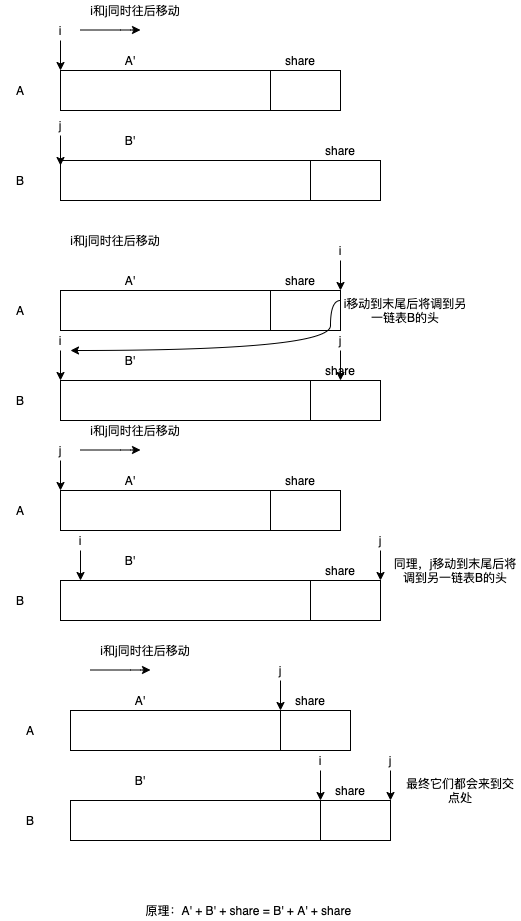 i和j同时往后移动
i
A'
share
A
j
B'
share
B
i和j同时往后移动
i
A'
share
A
i移动到末尾后将调到另
一链表B的头
i
j
B'
share
B
i和j同时往后移动
j
A'
share
A
i
j
B'
share
同理，j移动到末尾后将
调到另一链表B的头
B
i和j同时往后移动
j
A'
share
A
i
j
B'
share
最终它们都会来到交
点处
B
原理：A' + B' + share = B' + A' + share